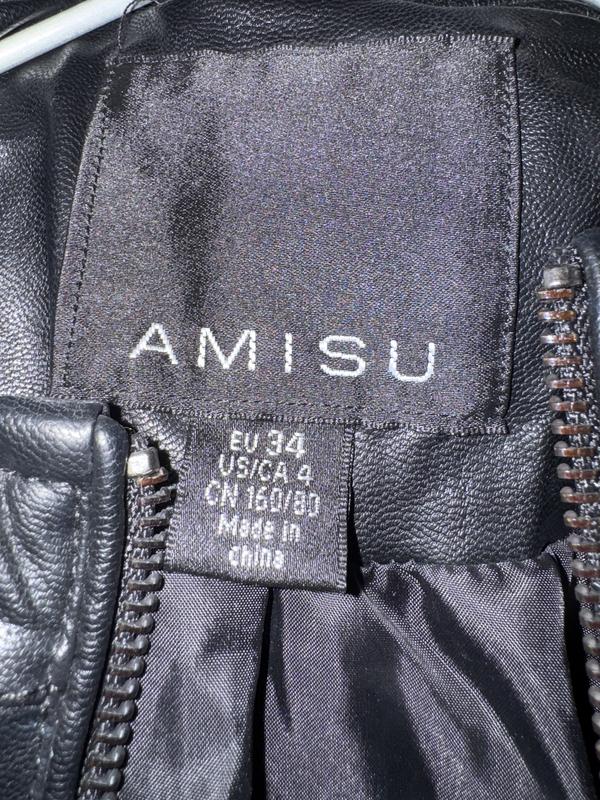 AMISU
EU 34
US/CA 4
CN 160/80
Made in
china